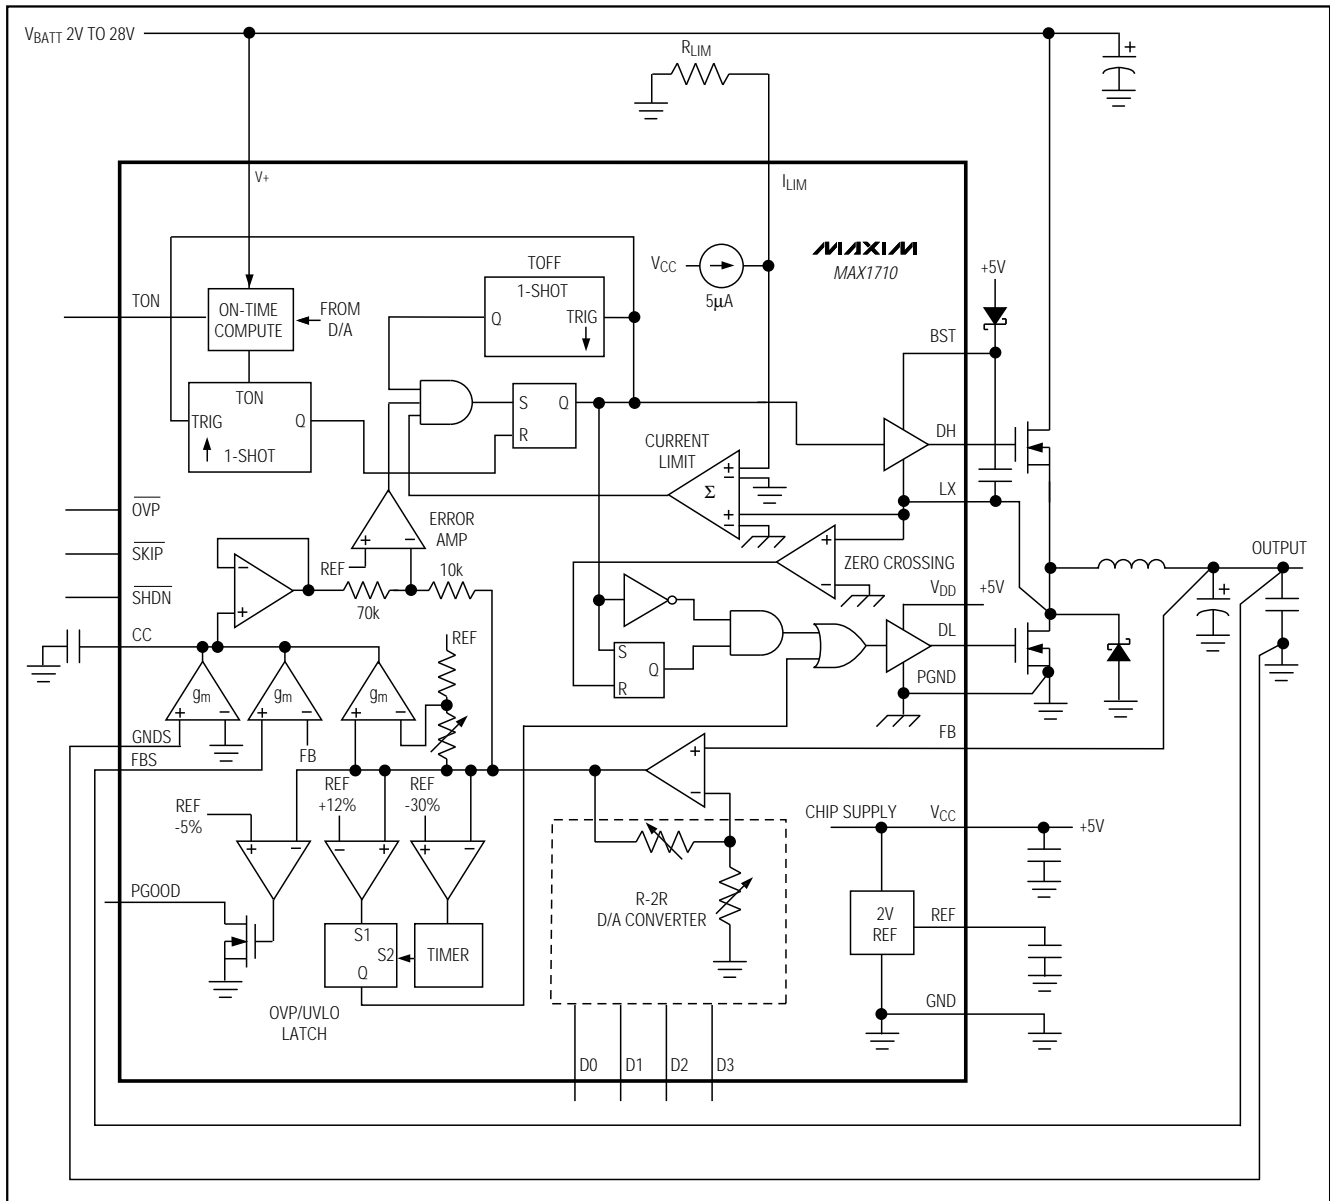 VBATT 2V TO 28V
RLIM
V+
ILIM
MAXIM
MAX1710
TOFF
1-SHOT
Q
TRIG
VCC
5µA
+5V
TON
ON-TIME
COMPUTE
FROM
D/A
BST
TON
TRIG
Q
1-SHOT
S
Q
R
CURRENT
LIMIT
+
−
Σ
+
−
DH
LX
OVP
SKIP
SHDN
CC
ERROR
AMP
+
−
REF
−
+
70k
10k
+
−
ZERO CROSSING
VDD
+5V
DL
PGND
OUTPUT
+
+
S
Q
R
REF
gm
gm
gm
+
−
+
−
+
−
GNDS
FBS
FB
FB
+
−
REF
-5%
REF
+12%
REF
-30%
+
−
−
+
+
−
PGOOD
S1
S2
Q
TIMER
OVP/UVLO
LATCH
R-2R
D/A CONVERTER
CHIP SUPPLY
VCC
+5V
2V
REF
REF
GND
D0
D1
D2
D3